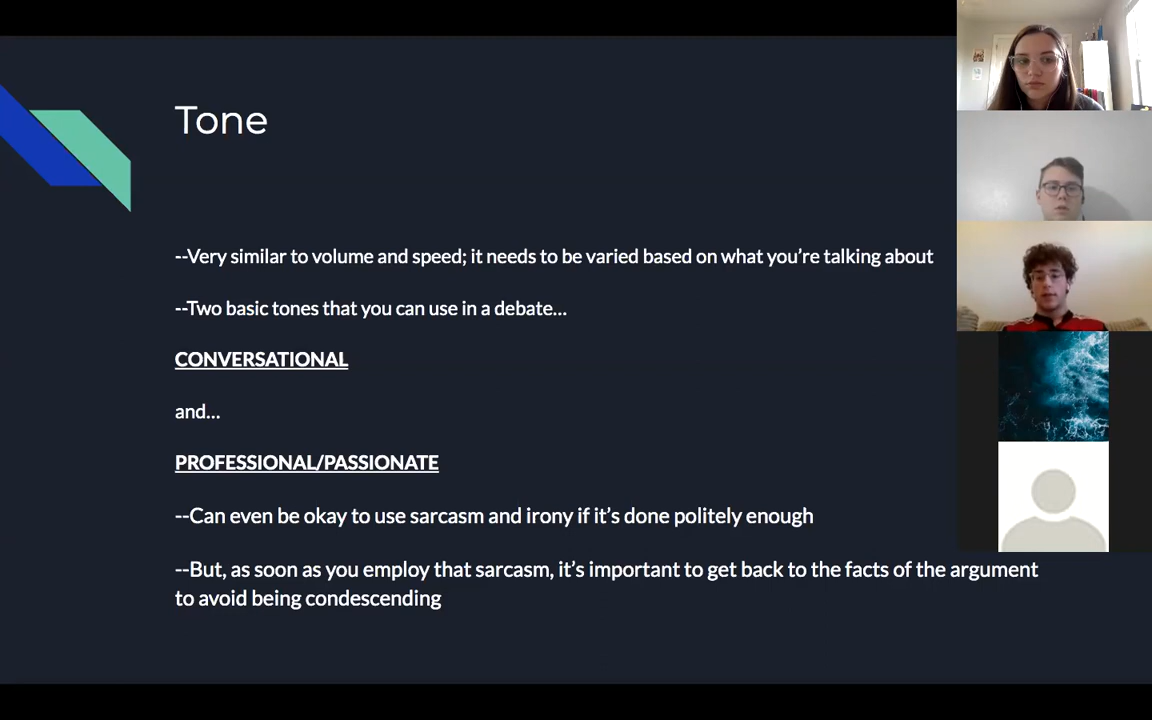 Tone
--Very similar to volume and speed; it needs to be varied based on what you’re talking about
--Two basic tones that you can use in a debate...
CONVERSATIONAL
and...
PROFESSIONAL/PASSIONATE
--Can even be okay to use sarcasm and irony if it’s done politely enough
--But, as soon as you employ that sarcasm, it’s important to get back to the facts of the argument
to avoid being condescending